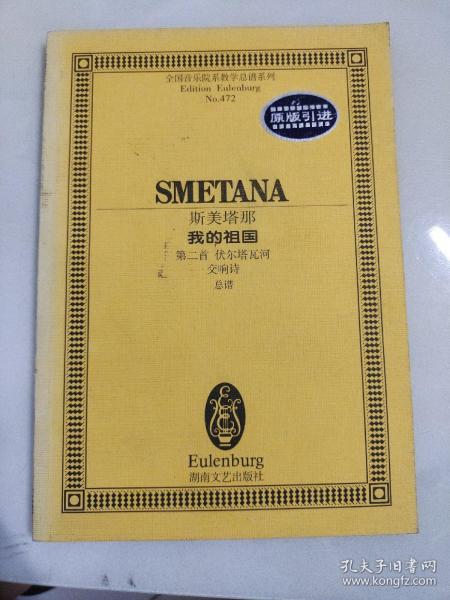 全国音乐院系教学总谱系列
Edition Eulenburg
No.472
原版引进
SMETANA
斯美塔那
我的祖国
第二首 伏尔塔瓦河
交响诗
总谱
Eulenburg
湖南文艺出版社
孔夫子旧书网
www.kongfz.com